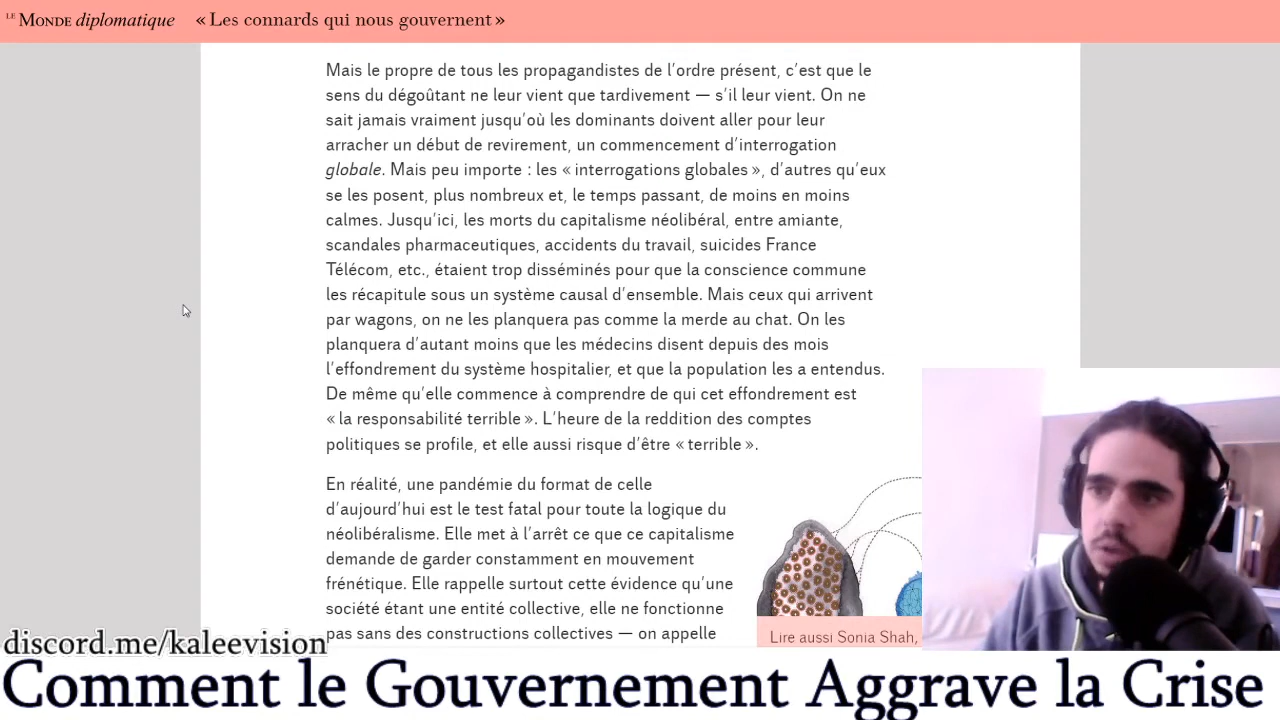 LE MONDE diplomatique « Les connards qui nous gouvernent »
Mais le propre de tous les propagandistes de l’ordre présent, c’est que le
sens du dégoûtant ne leur vient que tardivement — s’il leur vient. On ne
sait jamais vraiment jusqu’où les dominants doivent aller pour leur
arracher un début de revirement, un commencement d’interrogation
globale. Mais peu importe : les « interrogations globales », d’autres qu’eux
se les posent, plus nombreux et, le temps passant, de moins en moins
calmes. Jusqu’ici, les morts du capitalisme néolibéral, entre amiante,
scandales pharmaceutiques, accidents du travail, suicides France
Télécom, etc., étaient trop disséminés pour que la conscience commune
les récapitule sous un système causal d’ensemble. Mais ceux qui arrivent
par wagons, on ne les planquera pas comme la merde au chat. On les
planquera d’autant moins que les médecins disent depuis des mois
l’effondrement du système hospitalier, et que la population les a entendus.
De même qu’elle commence à comprendre de qui cet effondrement est
« la responsabilité terrible ». L’heure de la reddition des comptes
politiques se profile, et elle aussi risque d’être « terrible ».
En réalité, une pandémie du format de celle
d’aujourd’hui est le test fatal pour toute la logique du
néolibéralisme. Elle met à l’arrêt ce que ce capitalisme
demande de garder constamment en mouvement
frénétique. Elle rappelle surtout cette évidence qu’une
société étant une entité collective, elle ne fonctionne
pas sans des constructions collectives — on appelle
Lire aussi Sonia Shah,
discord.me/kaleevision
Comment le Gouvernement Aggrave la Crise